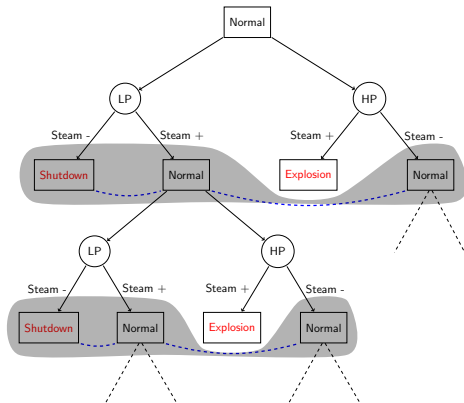 Normal
LP
HP
Steam -
Steam +
Steam +
Steam -
Shutdown
Normal
Explosion
Normal
LP
HP
Steam -
Steam +
Steam +
Steam -
Shutdown
Normal
Explosion
Normal